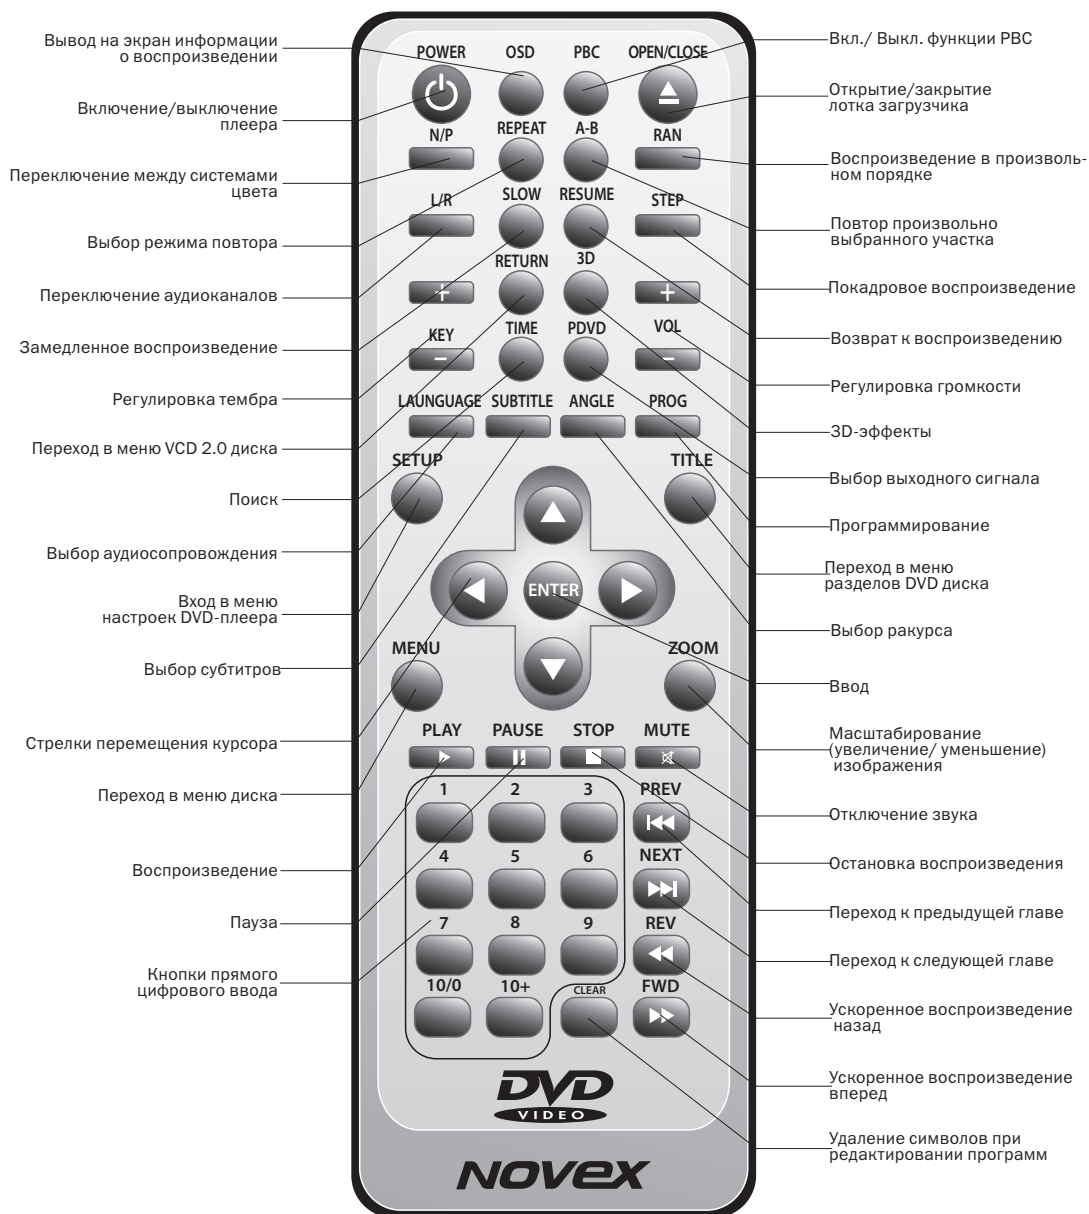 Вывод на экран информации
о воспроизведении
Включение/выключение
плеера
Переключение между системами
цвета
Выбор режима повтора
Переключение аудиоканалов
Замедленное воспроизведение
Регулировка тембра
Переход в меню VCD 2.0 диска
Поиск
Выбор аудиосопровождения
Вход в меню
настроек DVD-плеера
Выбор субтитров
Стрелки перемещения курсора
Переход в меню диска
Воспроизведение
Пауза
Кнопки прямого
цифрового ввода
POWER OSD PBC OPEN/CLOSE
N/P REPEAT A-B RAN
L/R SLOW RESUME STEP
RETURN 3D
+ +
KEY TIME PDVD VOL
− −
LAUNGUAGE SUBTITLE ANGLE PROG
SETUP TITLE
ENTER
MENU ZOOM
PLAY PAUSE STOP MUTE
1 2 3 PREV
4 5 6 NEXT
7 8 9 REV
10/0 10+ CLEAR FWD
DVD
VIDEO
NOVEX
Вкл./ Выкл. функции PBC
Открытие/закрытие
лотка загрузчика
Воспроизведение в произволь-
ном порядке
Повтор произвольно
выбранного участка
Покадровое воспроизведение
Возврат к воспроизведению
Регулировка громкости
3D-эффекты
Выбор выходного сигнала
Программирование
Переход в меню
разделов DVD диска
Выбор ракурса
Ввод
Масштабирование
(увеличение/ уменьшение)
изображения
Отключение звука
Остановка воспроизведения
Переход к предыдущей главе
Переход к следующей главе
Ускоренное воспроизведение
назад
Ускоренное воспроизведение
вперед
Удаление символов при
редактировании программ